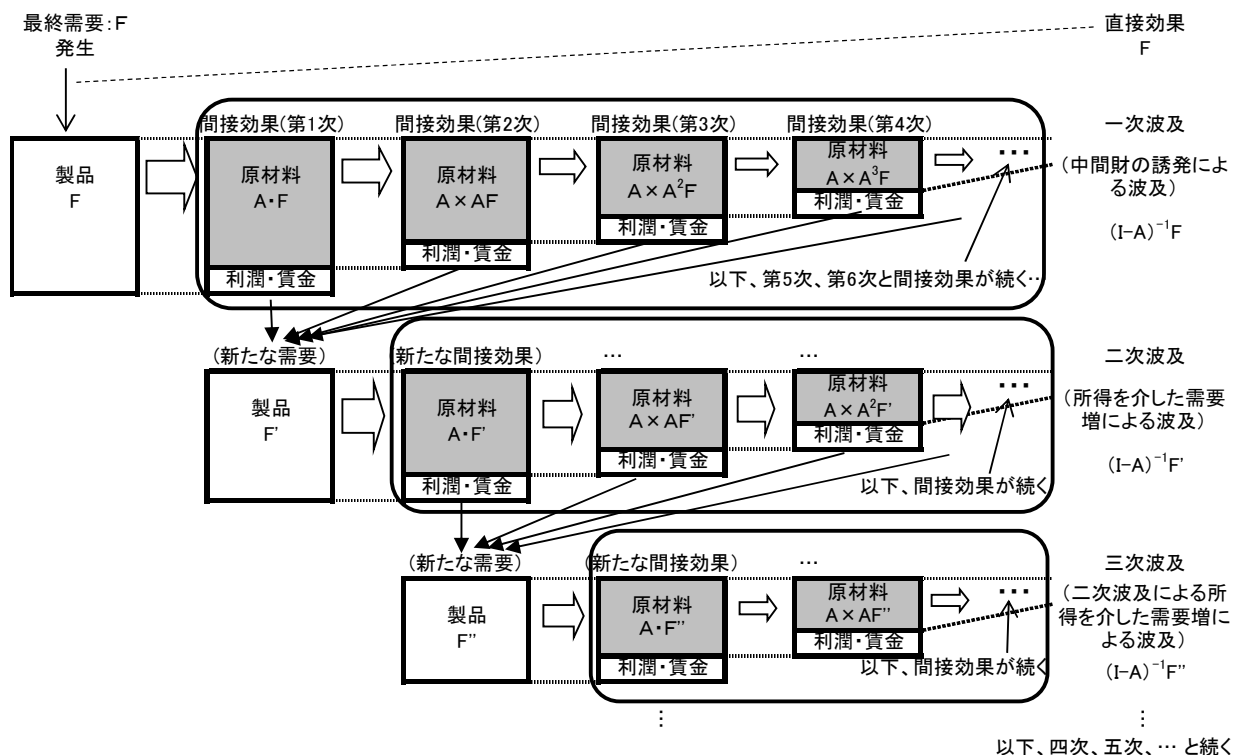 最終需要:F
発生
直接効果
F
間接効果(第1次)
間接効果(第2次)
間接効果(第3次)
間接効果(第4次)
一次波及
製品
F
原材料
A・F
利潤・賃金
原材料
A×AF
利潤・賃金
原材料
A×A²F
利潤・賃金
原材料
A×A³F
利潤・賃金
…
(中間財の誘発によ
る波及)
(I-A)⁻¹F
以下、第5次、第6次と間接効果が続く…
(新たな需要)
(新たな間接効果)
…
…
二次波及
製品
F'
原材料
A・F'
利潤・賃金
原材料
A×AF'
利潤・賃金
原材料
A×A²F'
利潤・賃金
…
(所得を介した需要
増による波及)
(I-A)⁻¹F'
以下、間接効果が続く
(新たな需要)
(新たな間接効果)
…
三次波及
製品
F''
原材料
A・F''
利潤・賃金
原材料
A×AF''
利潤・賃金
…
(二次波及による所
得を介した需要増に
よる波及)
(I-A)⁻¹F''
以下、間接効果が続く
⋮
⋮
以下、四次、五次、… と続く